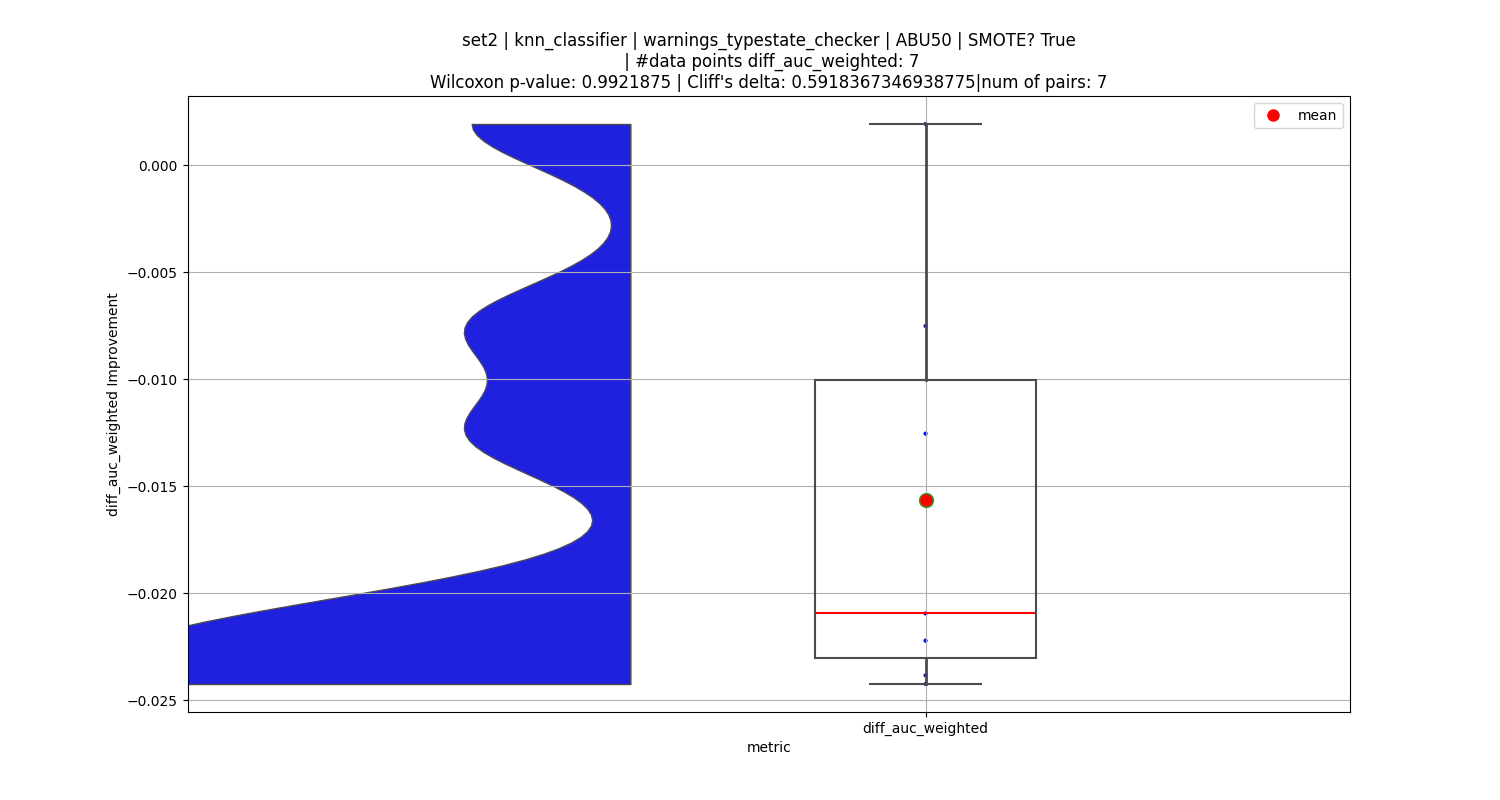 set2 | knn_classifier | warnings_typestate_checker | ABU50 | SMOTE? True
| #data points diff_auc_weighted: 7
Wilcoxon p-value: 0.9921875 | Cliff's delta: 0.5918367346938775|num of pairs: 7
mean
0.000
−0.005
−0.010
−0.015
−0.020
−0.025
diff_auc_weighted Improvement
diff_auc_weighted
metric